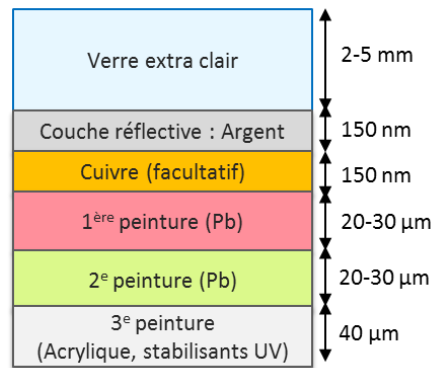 Verre extra clair
2-5 mm
Couche réflective : Argent
150 nm
Cuivre (facultatif)
150 nm
1ère peinture (Pb)
20-30 µm
2e peinture (Pb)
20-30 µm
3e peinture
(Acrylique, stabilisants UV)
40 µm